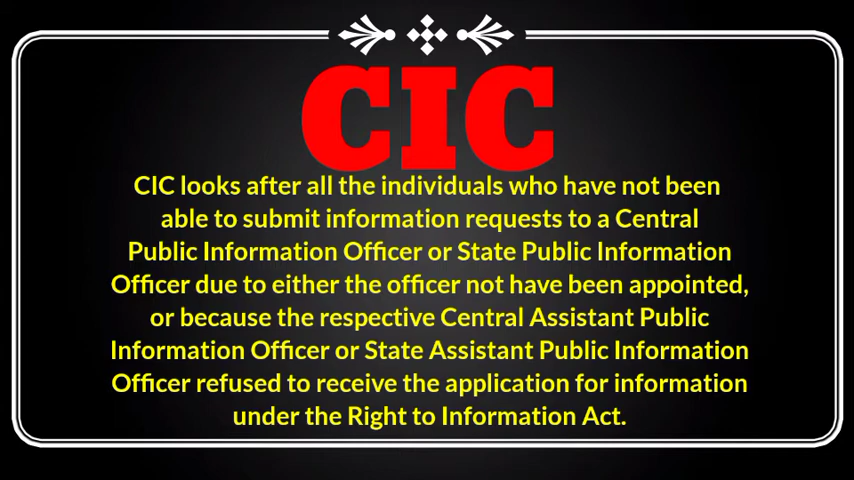 CIC
CIC looks after all the individuals who have not been
able to submit information requests to a Central
Public Information Officer or State Public Information
Officer due to either the officer not have been appointed,
or because the respective Central Assistant Public
Information Officer or State Assistant Public Information
Officer refused to receive the application for information
under the Right to Information Act.